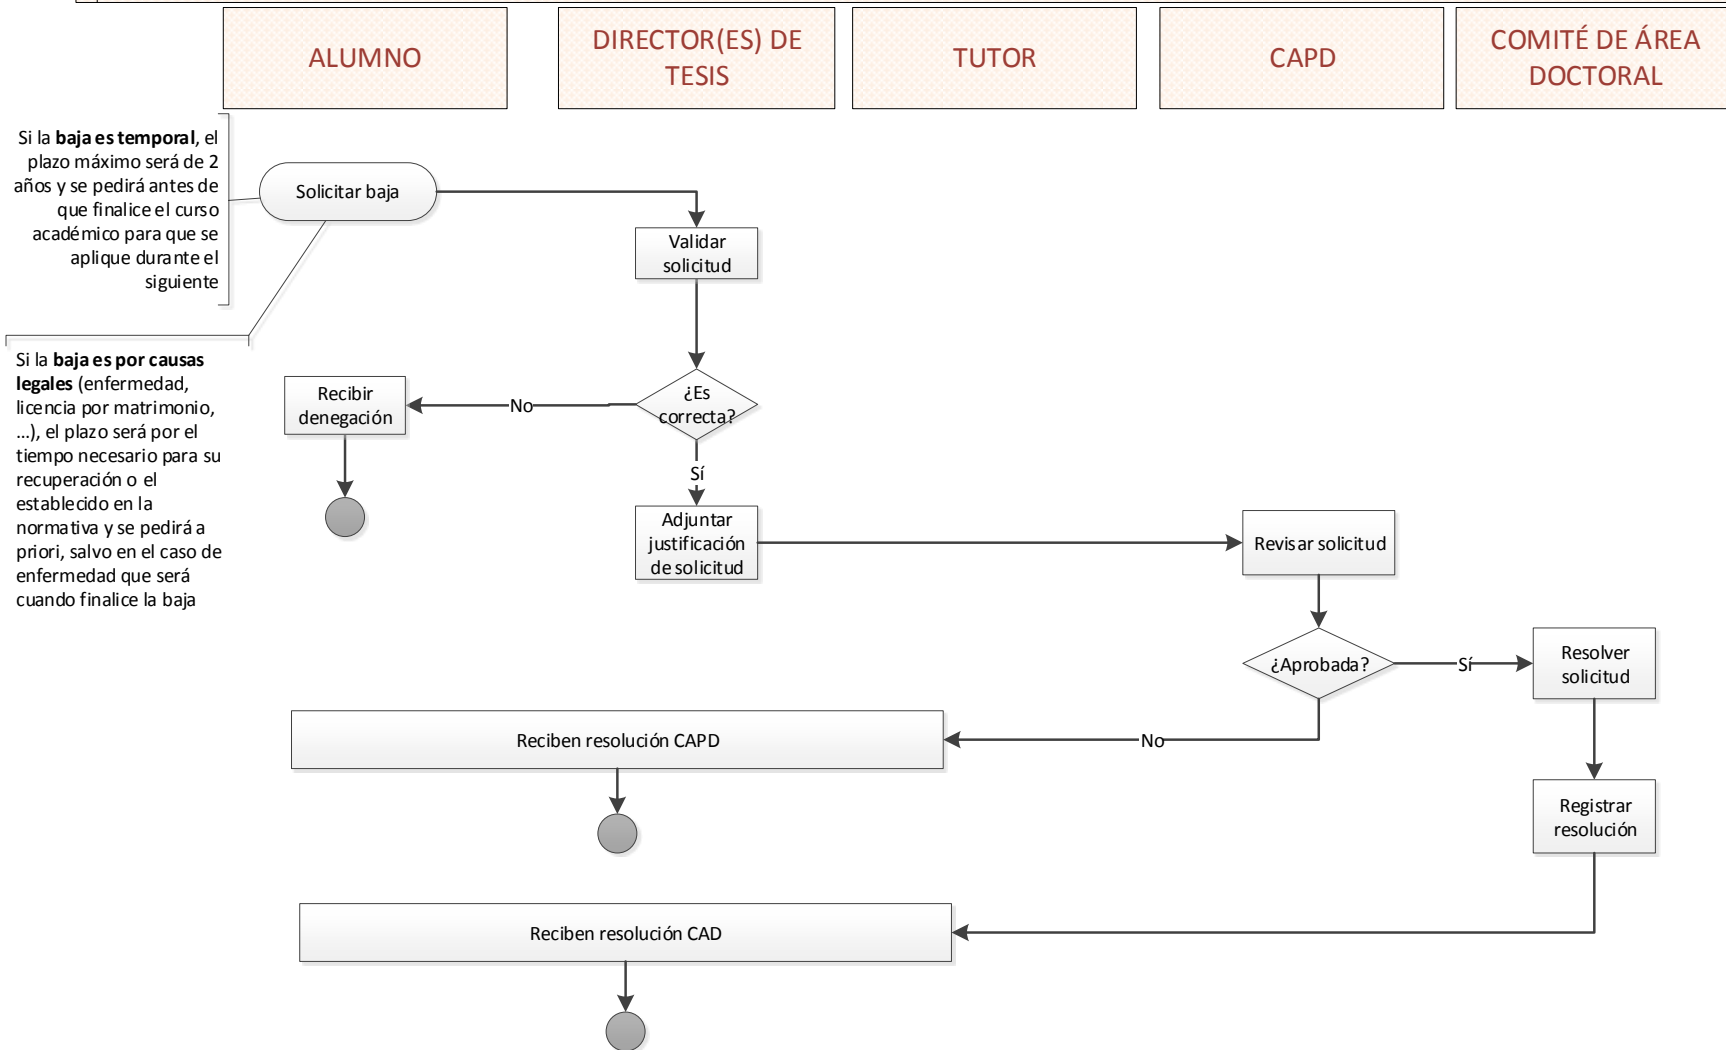 ALUMNO
DIRECTOR(ES) DE
TESIS
TUTOR
CAPD
COMITÉ DE ÁREA
DOCTORAL
Si la baja es temporal, el
plazo máximo será de 2
años y se pedirá antes de
que finalice el curso
académico para que se
aplique durante el
siguiente
Solicitar baja
Validar
solicitud
Si la baja es por causas
legales (enfermedad,
licencia por matrimonio,
...), el plazo será por el
tiempo necesario para su
recuperación o el
establecido en la
normativa y se pedirá a
priori, salvo en el caso de
enfermedad que será
cuando finalice la baja
Recibir
denegación
No
¿Es
correcta?
Sí
Adjuntar
justificación
de solicitud
Revisar solicitud
¿Aprobada?
Sí
Resolver
solicitud
Reciben resolución CAPD
No
Registrar
resolución
Reciben resolución CAD